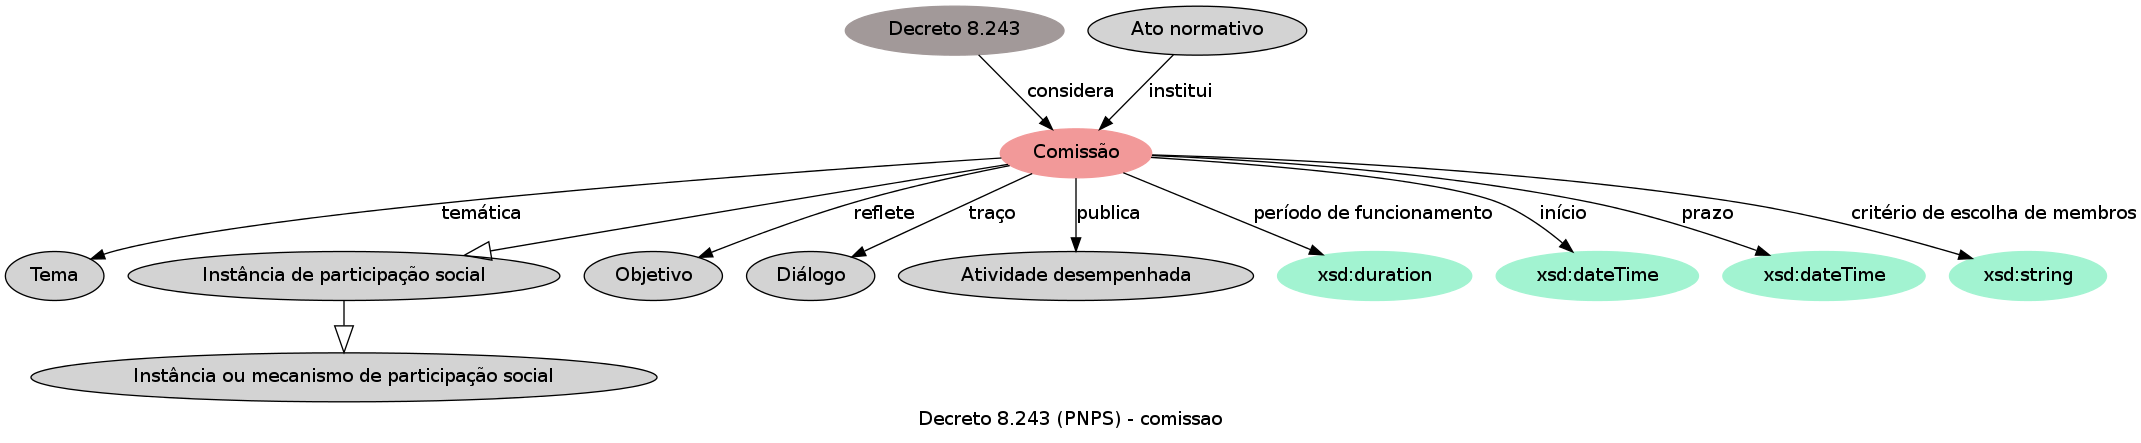 Decreto 8.243
Ato normativo
considera
institui
Comissão
temática
reflete
traço
publica
período de funcionamento
início
prazo
critério de escolha de membros
Tema
Instância de participação social
Objetivo
Diálogo
Atividade desempenhada
xsd:duration
xsd:dateTime
xsd:dateTime
xsd:string
Instância ou mecanismo de participação social
Decreto 8.243 (PNPS) - comissao